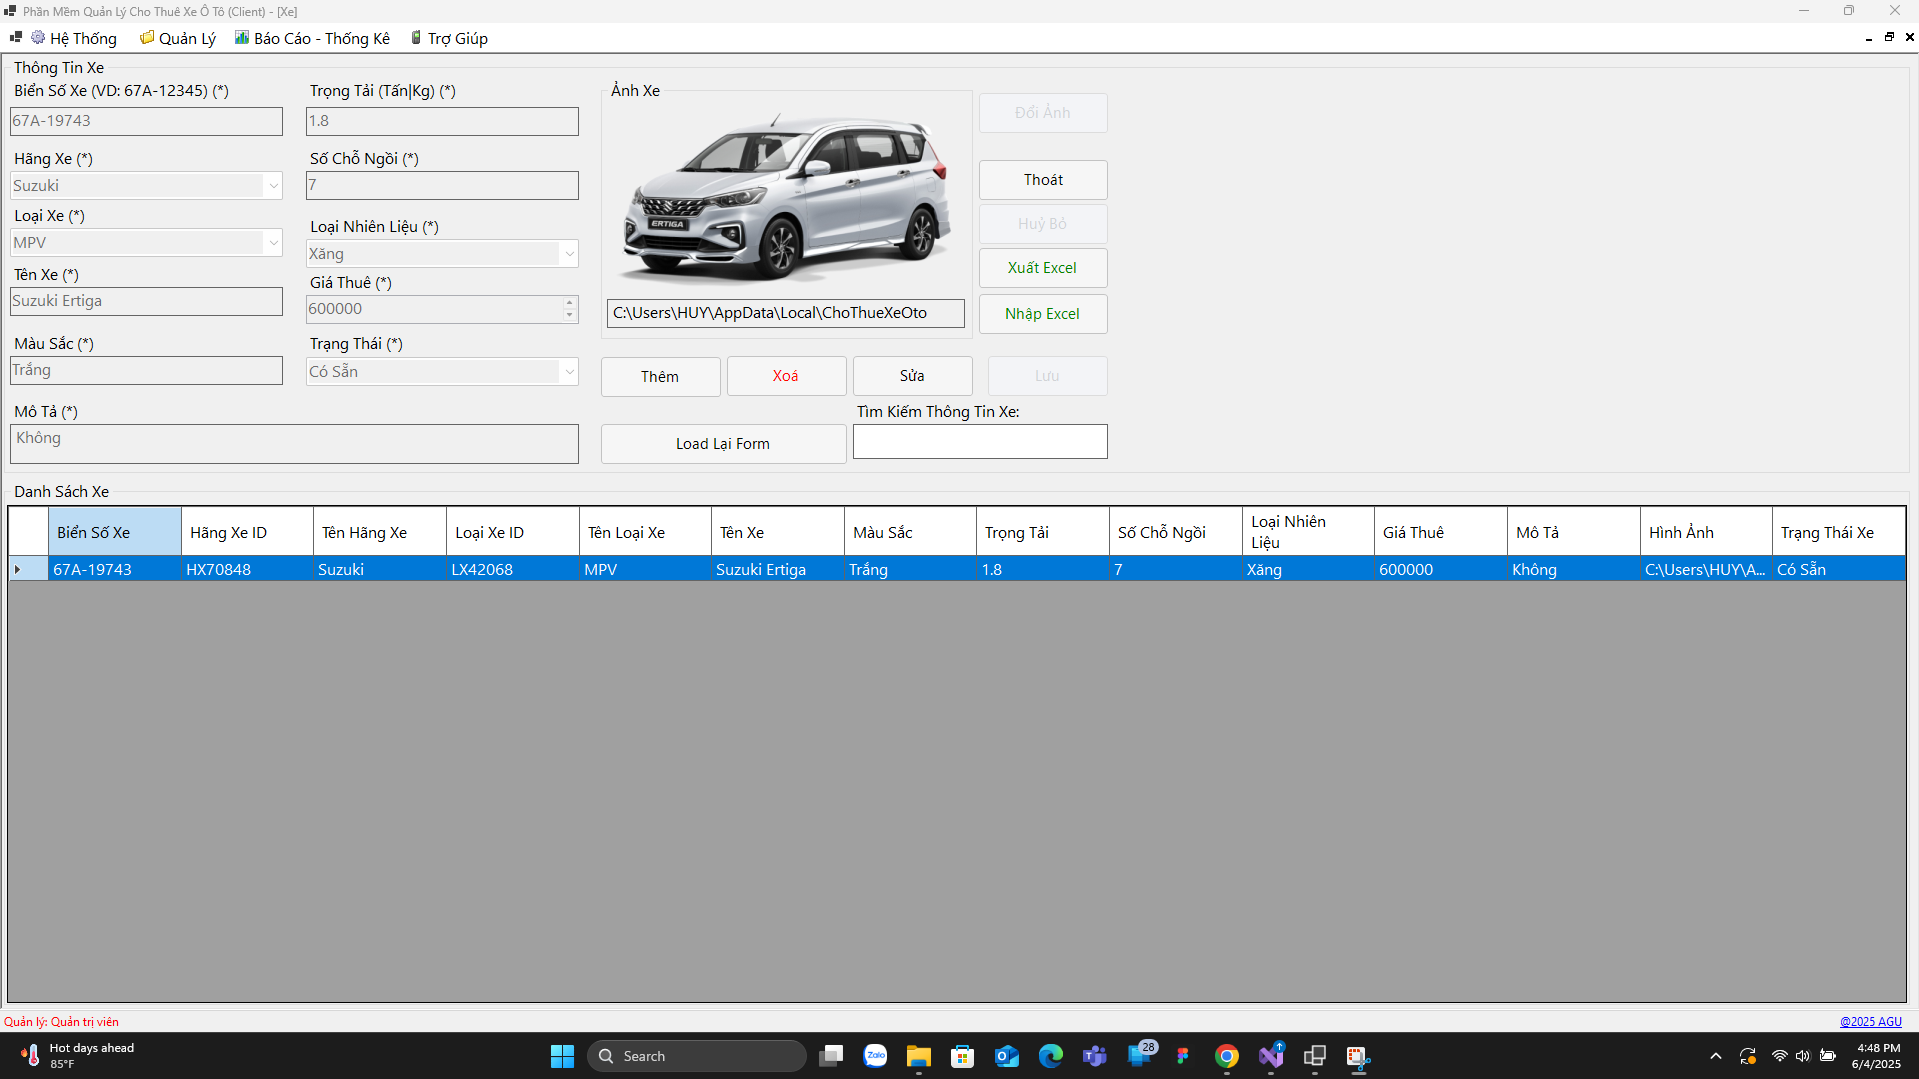 Phần Mềm Quản Lý Cho Thuê Xe Ô Tô (Client) - [Xe]
Hệ Thống Quản Lý Báo Cáo - Thống Kê Trợ Giúp
Thông Tin Xe
Biển Số Xe (VD: 67A-12345) (*)
67A-19743
Hãng Xe (*)
Suzuki
Loại Xe (*)
MPV
Tên Xe (*)
Suzuki Ertiga
Màu Sắc (*)
Trắng
Mô Tả (*)
Không
Trọng Tải (Tấn|Kg) (*)
1.8
Số Chỗ Ngồi (*)
7
Loại Nhiên Liệu (*)
Xăng
Giá Thuê (*)
600000
Trạng Thái (*)
Có Sẵn
Ảnh Xe
ERTIGA
C:\Users\HUY\AppData\Local\ChoThueXeOto
Đổi Ảnh
Thoát
Huỷ Bỏ
Xuất Excel
Nhập Excel
Thêm Xoá Sửa Lưu
Load Lại Form
Tìm Kiếm Thông Tin Xe:
Danh Sách Xe
Biển Số Xe Hãng Xe ID Tên Hãng Xe Loại Xe ID Tên Loại Xe Tên Xe Màu Sắc Trọng Tải Số Chỗ Ngồi Loại Nhiên Liệu Giá Thuê Mô Tả Hình Ảnh Trạng Thái Xe
67A-19743 HX70848 Suzuki LX42068 MPV Suzuki Ertiga Trắng 1.8 7 Xăng 600000 Không C:\Users\HUY\A... Có Sẵn
Quản lý: Quản trị viên
@2025 AGU
Hot days ahead
85°F
Search
Zalo
28
4:48 PM
6/4/2025